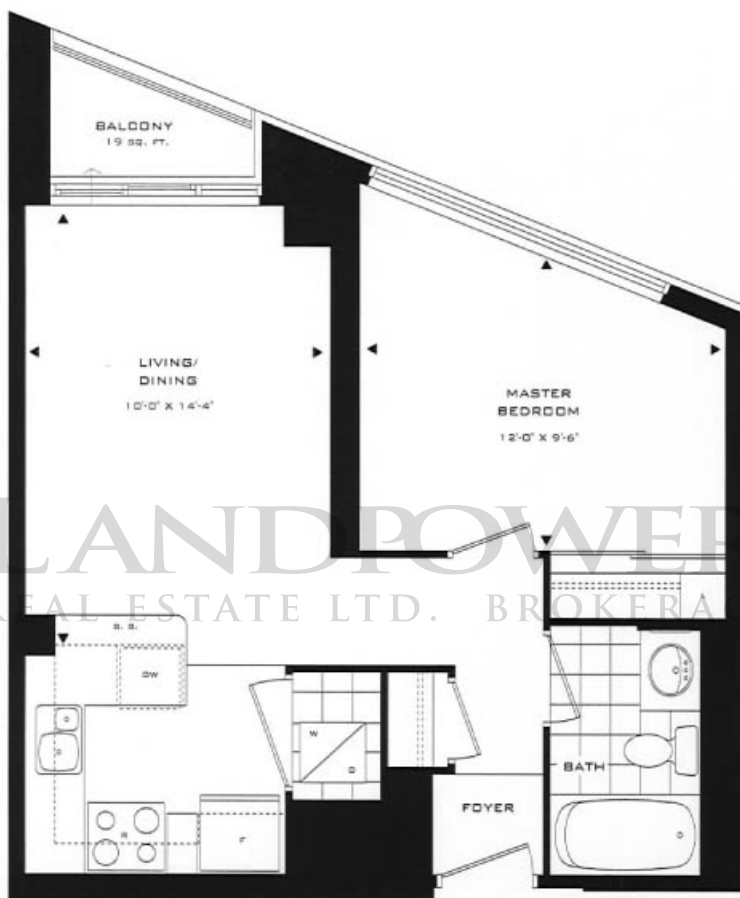 BALCONY
19 SQ. FT.
LIVING/
DINING
10'-0" X 14'-4"
MASTER
BEDROOM
12'-0" X 9'-6"
LANDPOWER
REAL ESTATE LTD. BROKERA
B. B.
DW
W
D
BATH
FOYER
R
F